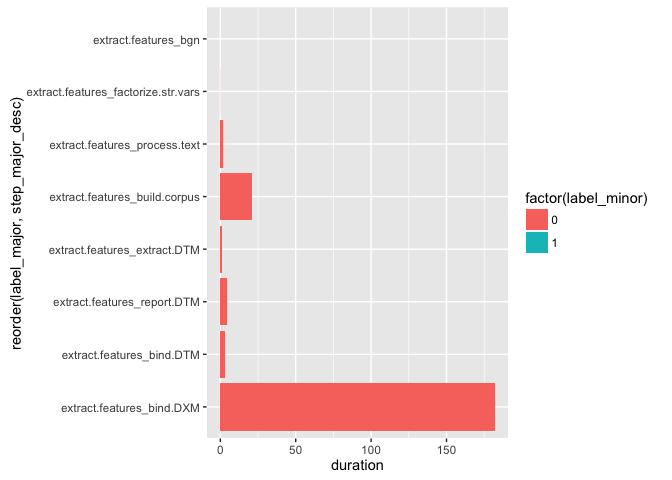 extract.features_bgn
extract.features_factorize.str.vars
extract.features_process.text
extract.features_build.corpus
extract.features_extract.DTM
extract.features_report.DTM
extract.features_bind.DTM
extract.features_bind.DXM
reorder(label_major, step_major_desc)
0 50 100 150
duration
factor(label_minor)
0
1